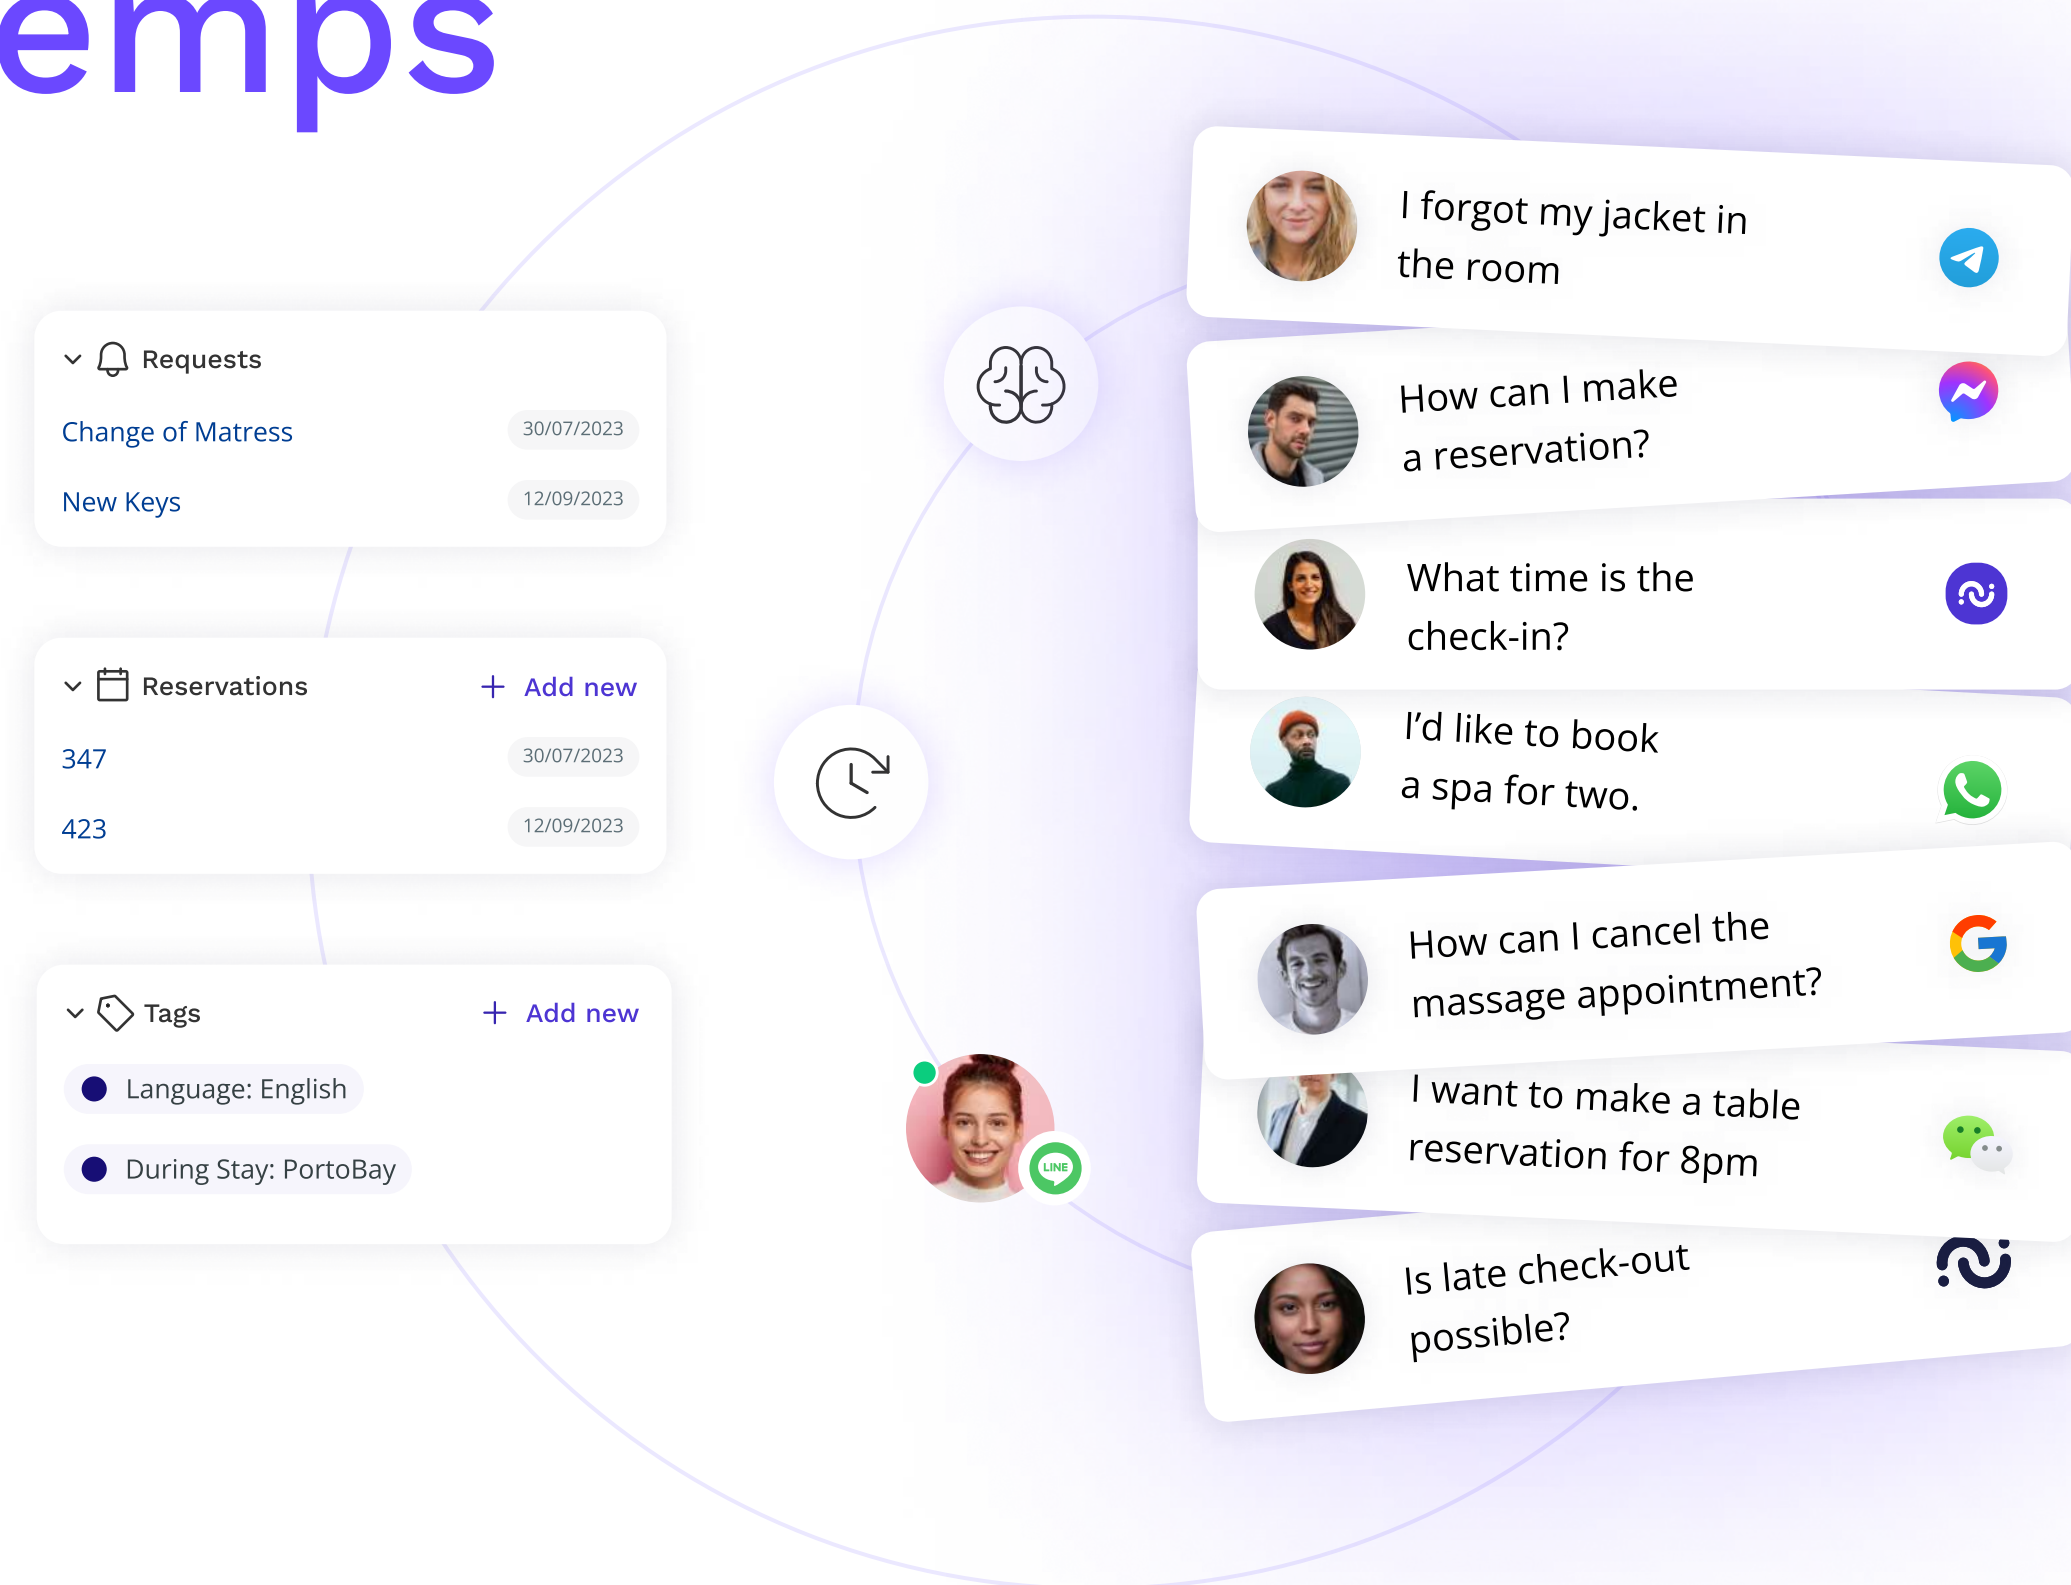 emps
Requests
Change of Matress 30/07/2023
New Keys 12/09/2023
Reservations + Add new
347 30/07/2023
423 12/09/2023
Tags + Add new
Language: English
During Stay: PortoBay
LINE
I forgot my jacket in
the room
How can I make
a reservation?
What time is the
check-in?
I’d like to book
a spa for two.
How can I cancel the
massage appointment?
I want to make a table
reservation for 8pm
Is late check-out
possible?